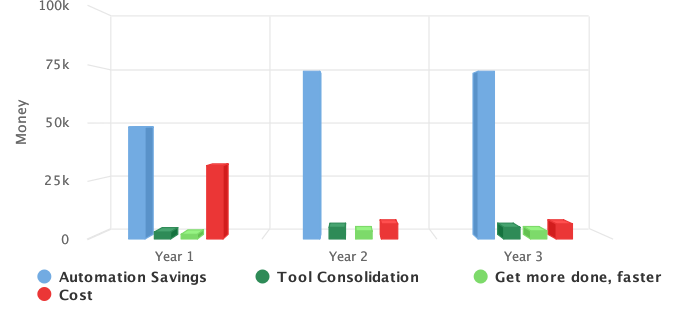 100k
75k
50k
25k
0
Money
Year 1
Year 2
Year 3
Automation Savings
Tool Consolidation
Get more done, faster
Cost